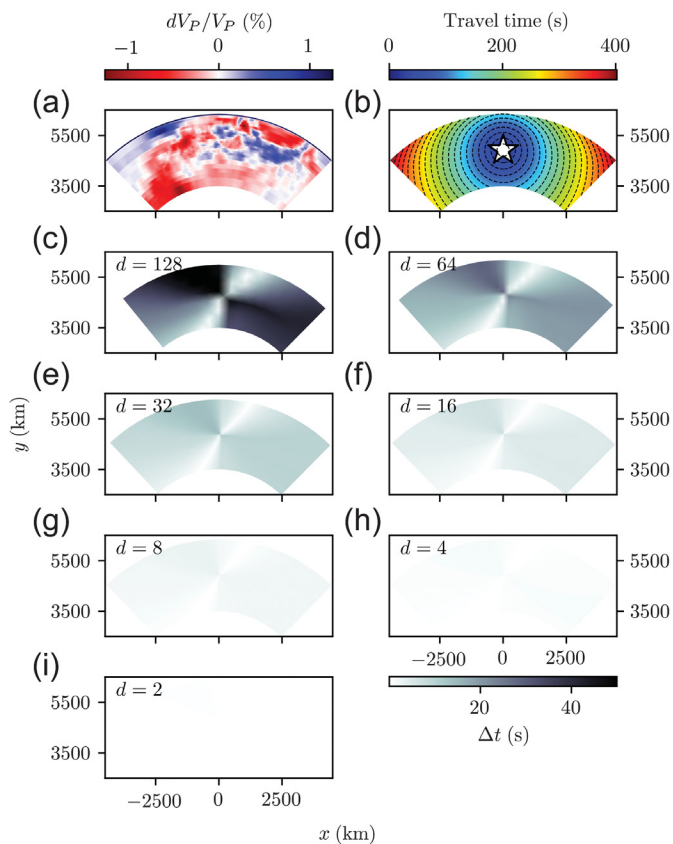 dV_P/V_P (%)
Travel time (s)
−1 0 1
0 100 200 300 400
(a) (b)
5500 5500
3500 3500
(c) d = 128 (d) d = 64
5500 5500
3500 3500
(e) d = 32 (f) d = 16
5500 5500
3500 3500
y (km)
(g) d = 8 (h) d = 4
5500 5500
3500 3500
−2500 0 2500
(i) d = 2
5500
3500
20 40
Δt (s)
−2500 0 2500
x (km)